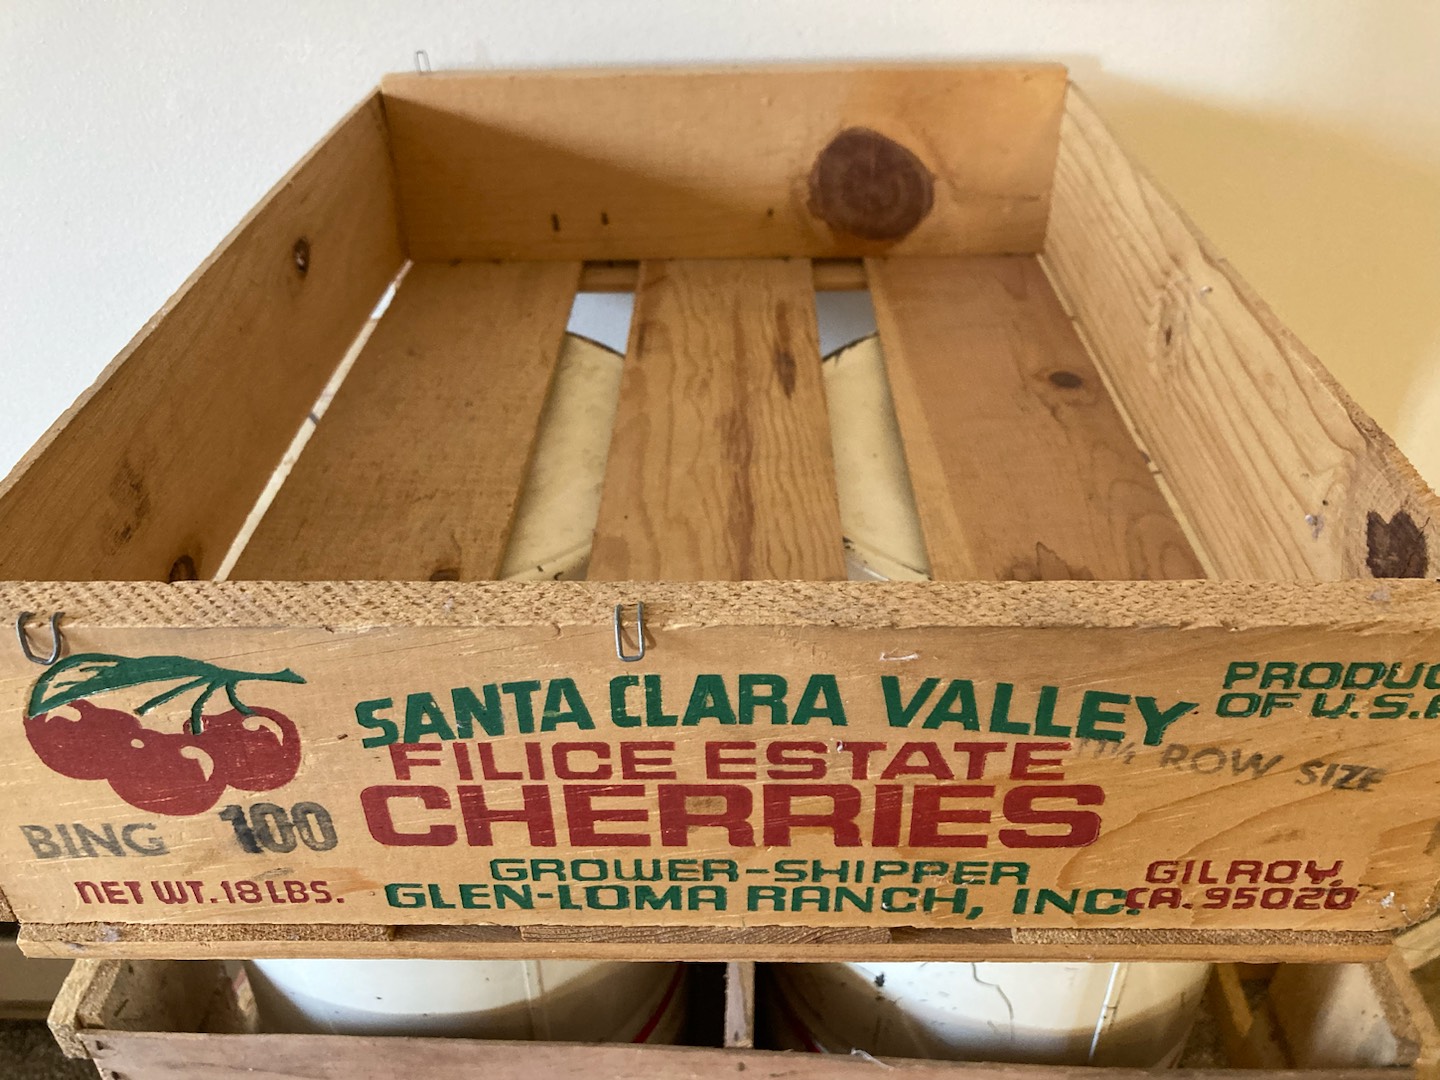 SANTA CLARA VALLEY
PRODUC
OF U.S.
FILICE ESTATE
ROW SIZE
CHERRIES
BING 100
NET WT. 18 LBS.
GROWER-SHIPPER
GLEN-LOMA RANCH, INC.
GILROY,
CA. 95020